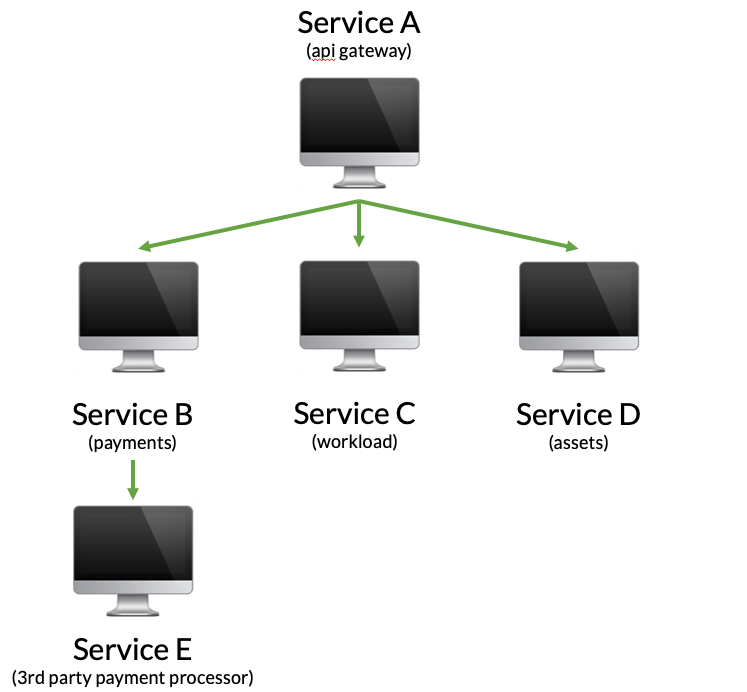 Service A
(api gateway)
Service B
(payments)
Service C
(workload)
Service D
(assets)
Service E
(3rd party payment processor)